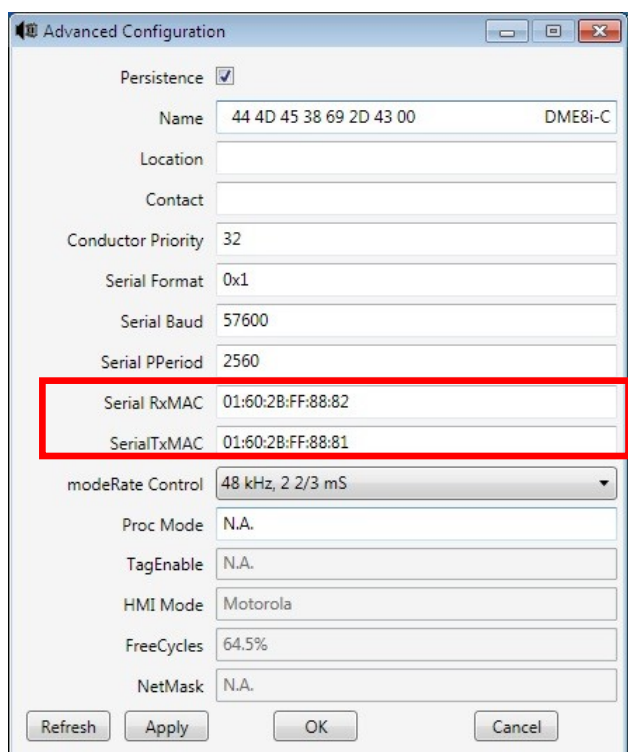 Advanced Configuration
Persistence
Name 44 4D 45 38 69 2D 43 00 DME8i-C
Location
Contact
Conductor Priority 32
Serial Format 0x1
Serial Baud 57600
Serial PPeriod 2560
Serial RxMAC 01:60:2B:FF:88:82
SerialTxMAC 01:60:2B:FF:88:81
modeRate Control 48 kHz, 2 2/3 mS
Proc Mode N.A.
TagEnable N.A.
HMI Mode Motorola
FreeCycles 64.5%
NetMask N.A.
Refresh Apply OK Cancel